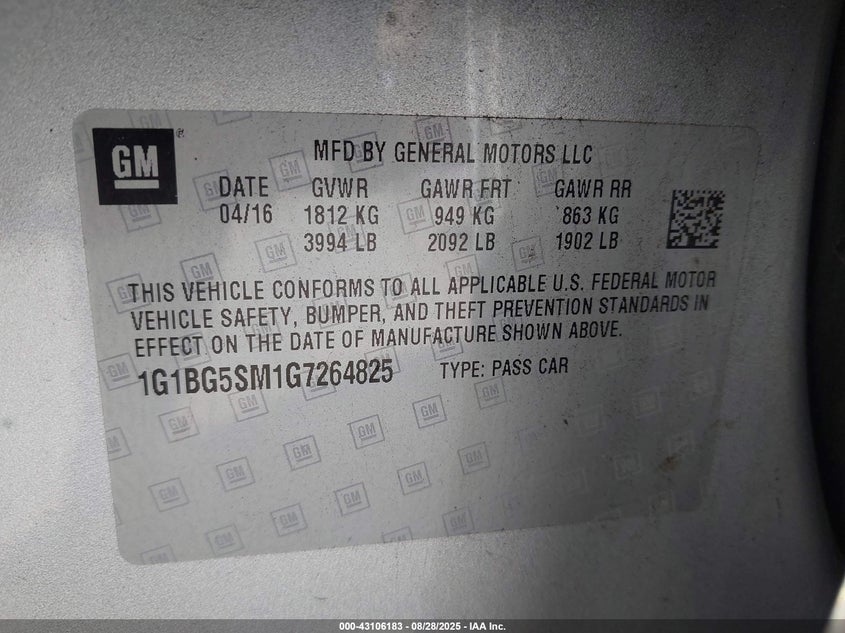 GM
MFD BY GENERAL MOTORS LLC
DATE GVWR GAWR FRT GAWR RR
04/16 1812 KG 949 KG 863 KG
3994 LB 2092 LB 1902 LB
THIS VEHICLE CONFORMS TO ALL APPLICABLE U.S. FEDERAL MOTOR
VEHICLE SAFETY, BUMPER, AND THEFT PREVENTION STANDARDS IN
EFFECT ON THE DATE OF MANUFACTURE SHOWN ABOVE.
1G1BG5SM1G7264825 TYPE: PASS CAR
000-43106183 - 08/28/2025 - IAA Inc.